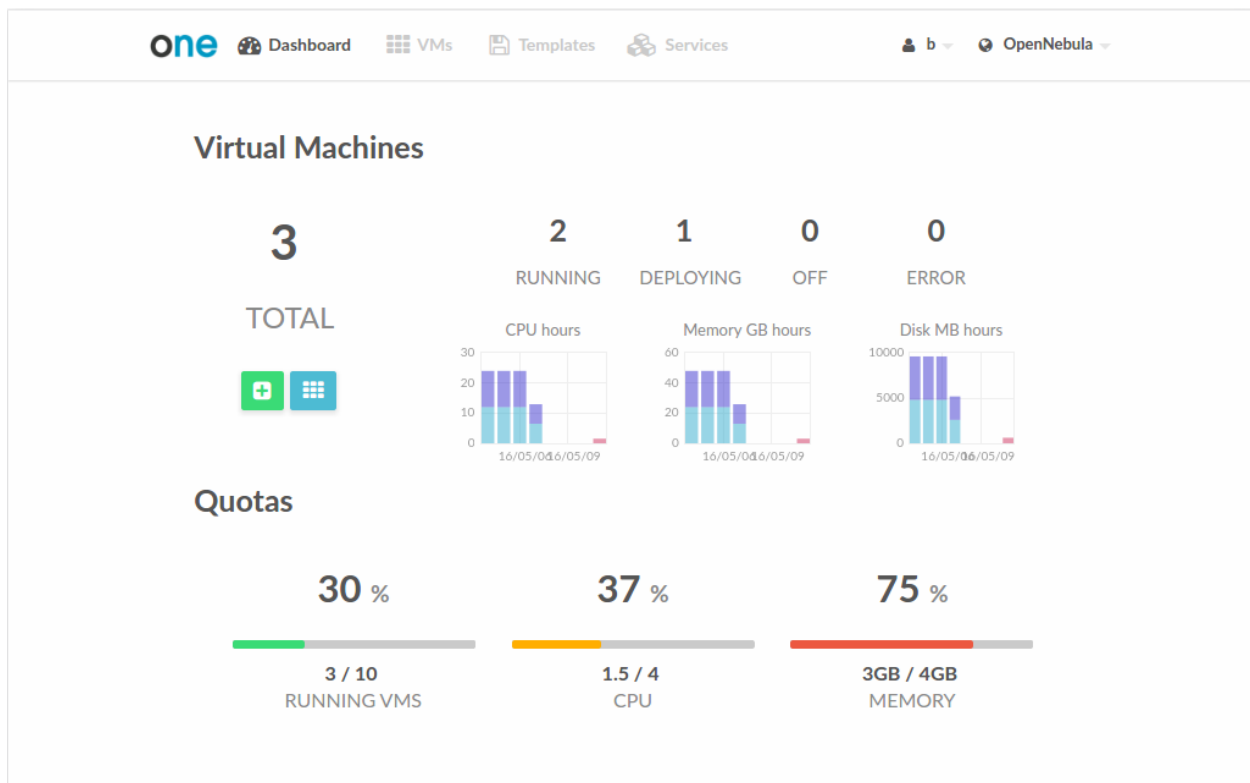 one Dashboard VMs Templates Services b OpenNebula
Virtual Machines
3
TOTAL
2 1 0 0
RUNNING DEPLOYING OFF ERROR
CPU hours Memory GB hours Disk MB hours
30 60 10000
20 40
5000
10 20
0 0 0
16/05/06 16/05/09 16/05/06 16/05/09 16/05/06 16/05/09
Quotas
30 % 37 % 75 %
3 / 10 1.5 / 4 3GB / 4GB
RUNNING VMS CPU MEMORY